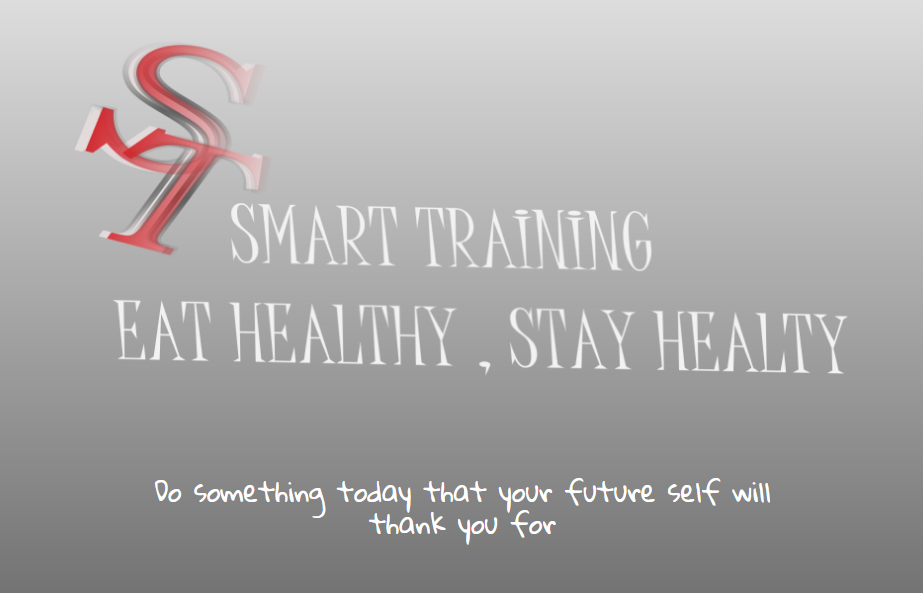 ST
SMART TRAiNiNG
EAT HEALTHY , STAY HEALTY
Do something today that your future self will
thank you for